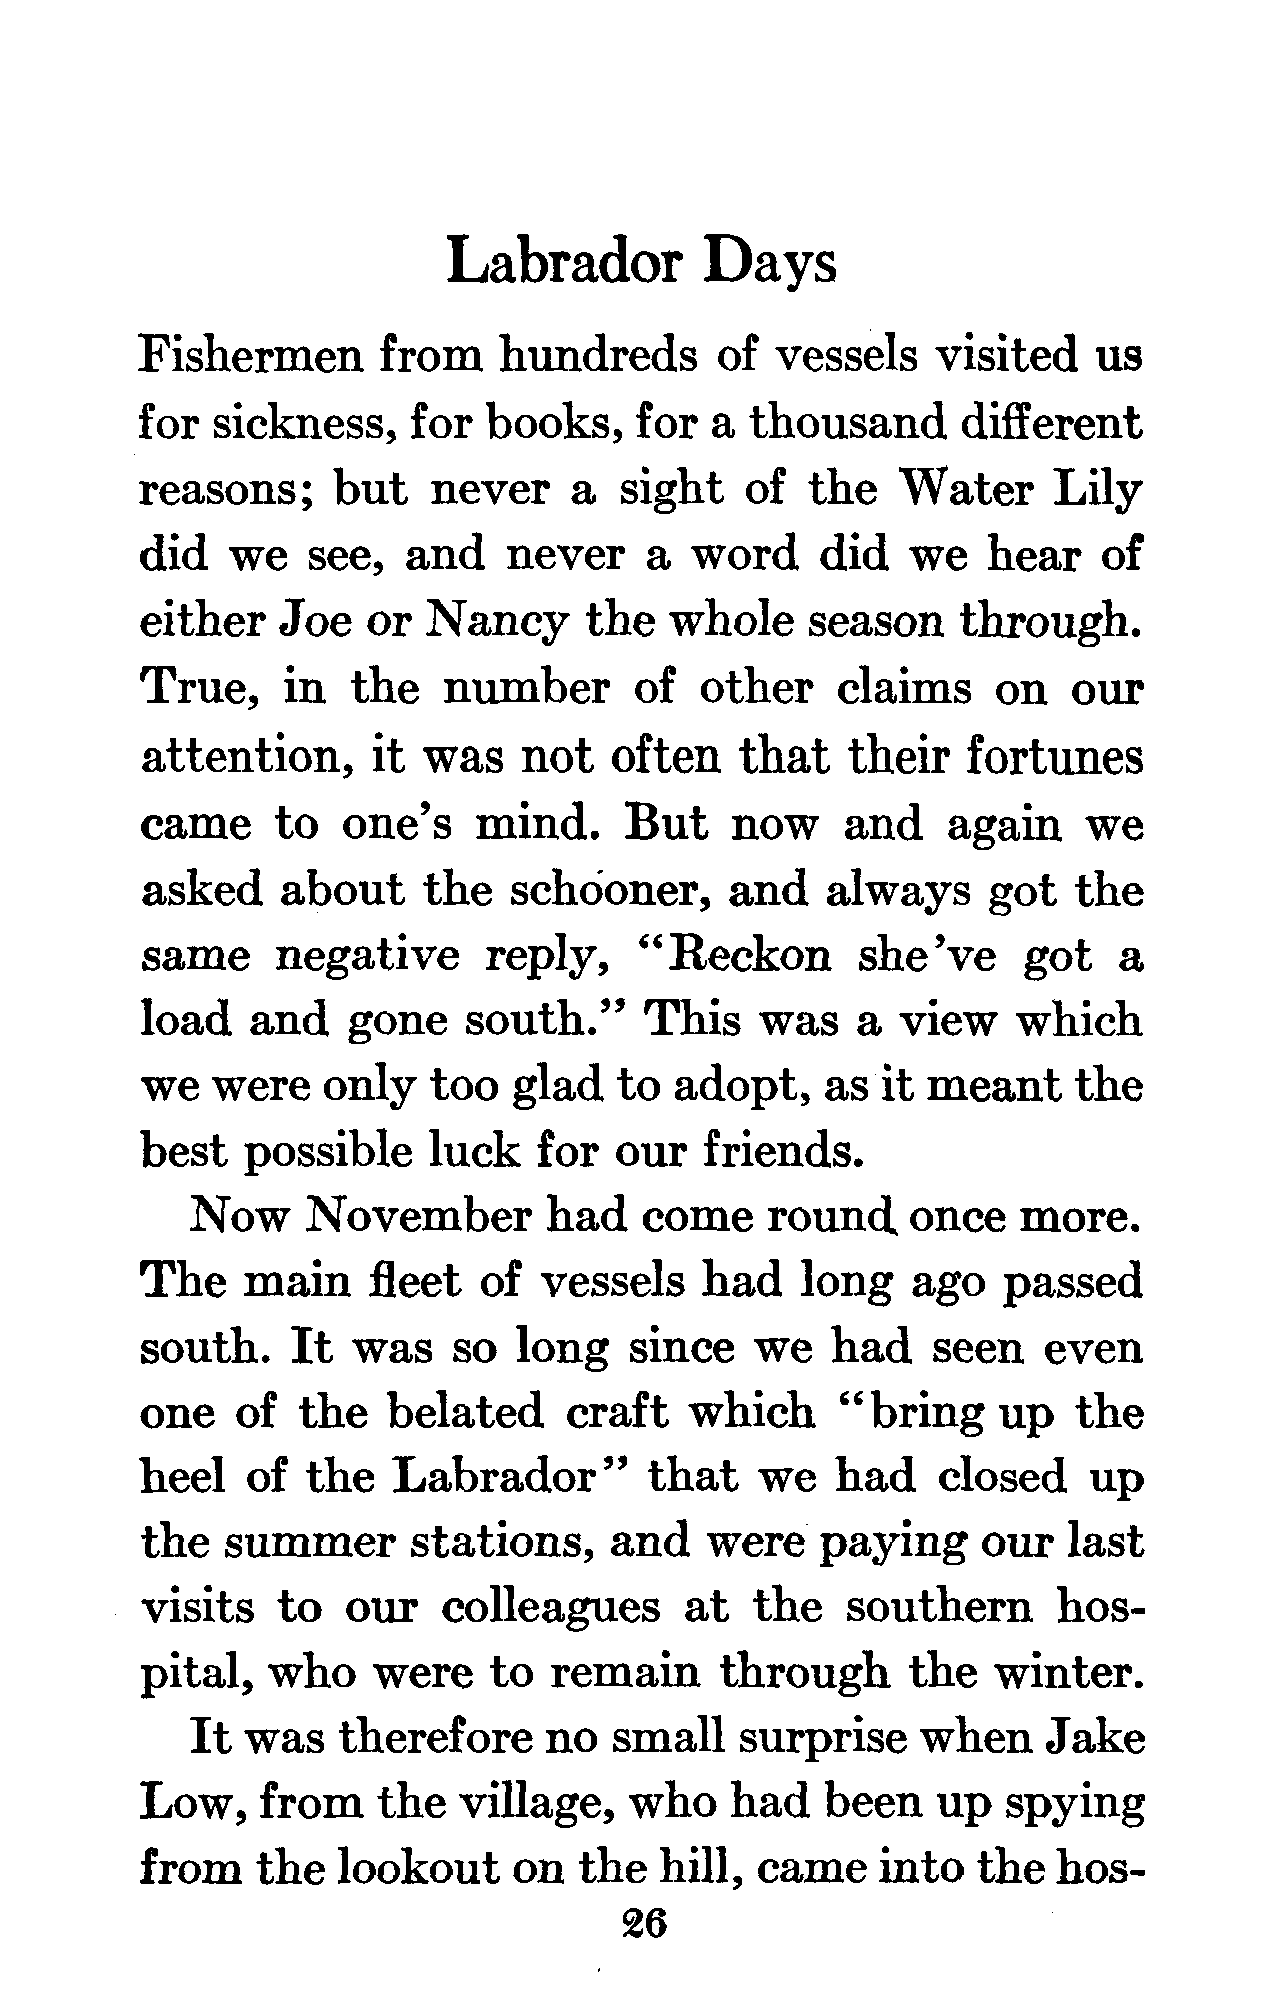 Labrador Days
Fishermen from hundreds of vessels visited us
for sickness, for books, for a thousand different
reasons; but never a sight of the Water Lily
did we see, and never a word did we hear of
either Joe or Nancy the whole season through.
True, in the number of other claims on our
attention, it was not often that their fortunes
came to one's mind. But now and again we
asked about the schooner, and always got the
same negative reply, "Reckon she've got a
load and gone south." This was a view which
we were only too glad to adopt, as it meant the
best possible luck for our friends.
Now November had come round once more.
The main fleet of vessels had long ago passed
south. It was so long since we had seen even
one of the belated craft which "bring up the
heel of the Labrador" that we had closed up
the summer stations, and were paying our last
visits to our colleagues at the southern hos-
pital, who were to remain through the winter.
It was therefore no small surprise when Jake
Low, from the village, who had been up spying
from the lookout on the hill, came into the hos-
26